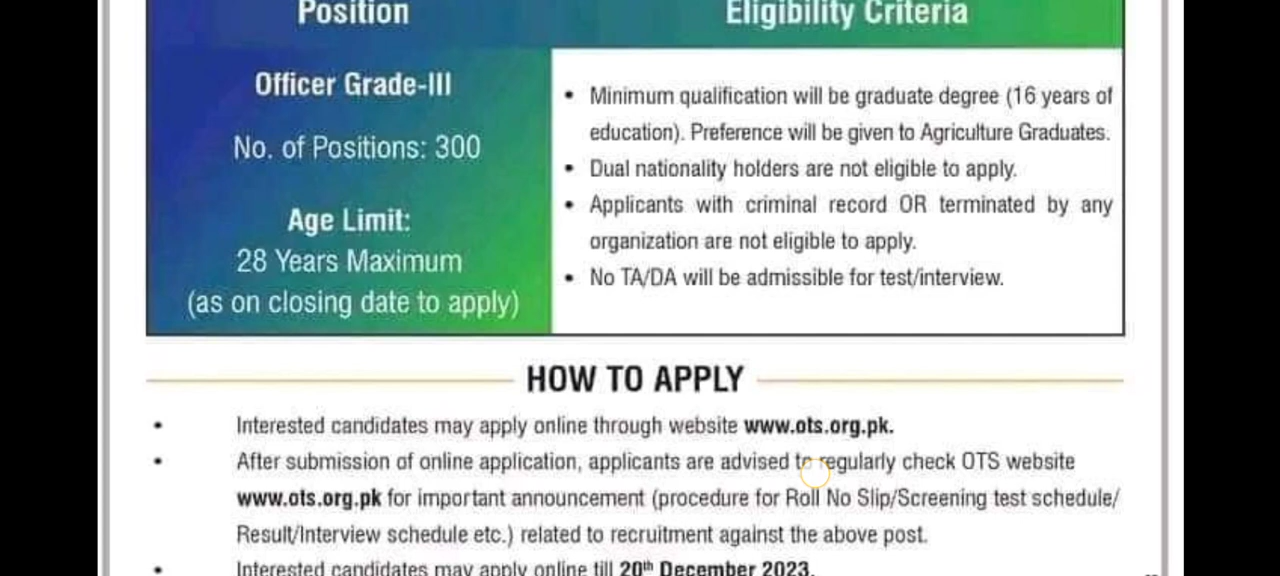 Position
Eligibility Criteria
Officer Grade-III
No. of Positions: 300
Age Limit:
28 Years Maximum
(as on closing date to apply)
• Minimum qualification will be graduate degree (16 years of
education). Preference will be given to Agriculture Graduates.
• Dual nationality holders are not eligible to apply.
• Applicants with criminal record OR terminated by any
organization are not eligible to apply.
• No TA/DA will be admissible for test/interview.
HOW TO APPLY
• Interested candidates may apply online through website www.ots.org.pk.
• After submission of online application, applicants are advised to regularly check OTS website
www.ots.org.pk for important announcement (procedure for Roll No Slip/Screening test schedule/
Result/Interview schedule etc.) related to recruitment against the above post.
• Interested candidates may apply online till 20th December 2023.